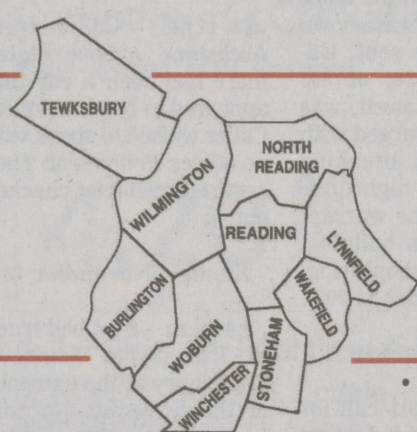 TEWKSBURY
WILMINGTON
NORTH
READING
READING
LYNNFIELD
BURLINGTON
WAKEFIELD
WOBURN
STONEHAM
WINCHESTER